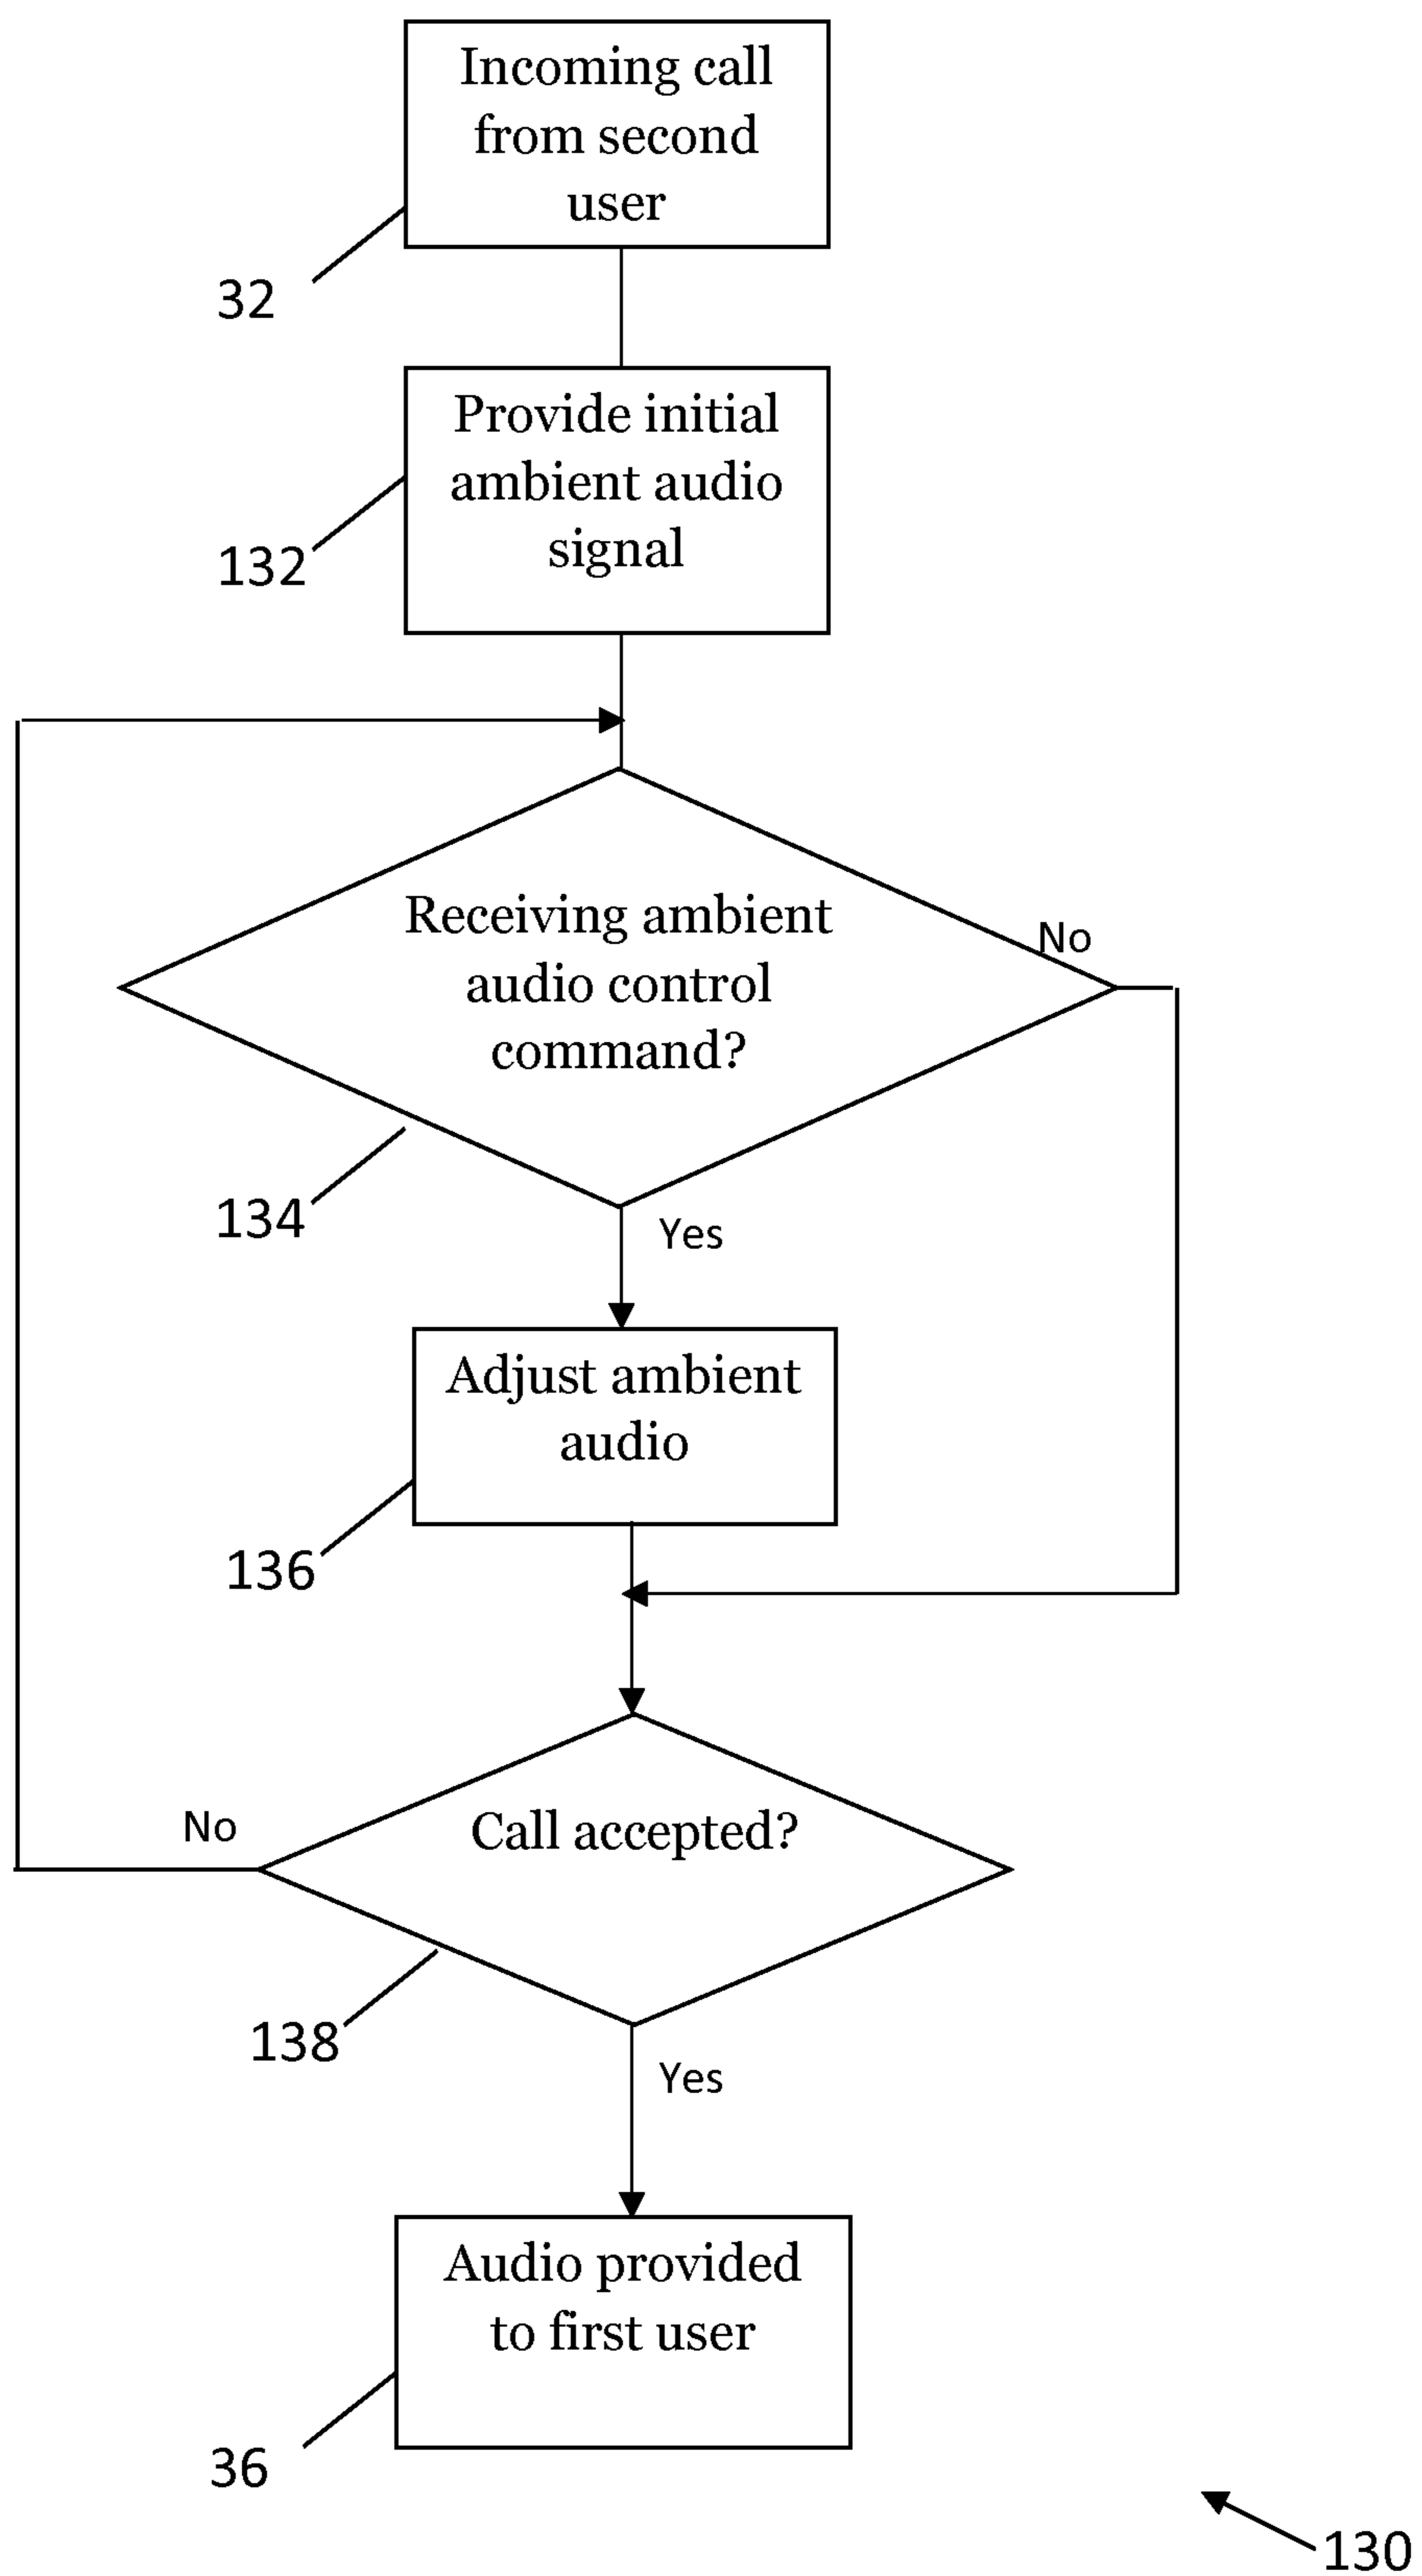 Incoming call
from second
user
32
Provide initial
ambient audio
signal
132
Receiving ambient
audio control
command?
No
134
Yes
Adjust ambient
audio
136
Call accepted?
No
138
Yes
Audio provided
to first user
36
130